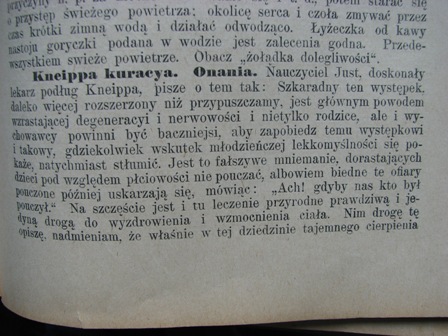 przyczyny n. p.
o przystęp świeżego powietrza; okolicę serca i czoła zmywać przez
czas krótki zimną wodą i działać odwodząco. Łyżeczka od kawy
nastoju goryczki podana w wodzie jest zalecenia godna. Przede-
wszystkiem świeże powietrze. Obacz „żołądka dolegliwości“.
Kneippa kuracya. Onania. Nauczyciel Just, doskonały
lekarz podług Kneippa, pisze o tem tak: Szkaradny ten występek,
daleko więcej rozszerzony niż przypuszczamy, jest głównym powodem
wzrastającej degeneracyi i nerwowości i nietylko rodzice, ale i wy-
chowawcy powinni być baczniejsi, aby zapobiedz temu występkowi
i takowy, gdziekolwiek wskutek młodzieńczej lekkomyślności się po-
każe, natychmiast stłumić. Jest to fałszywe mniemanie, dorastających
dzieci pod względem płciowości nie pouczać, albowiem biedne te ofiary
pouczone później uskarzają się, mówiąc: „Ach! gdyby nas kto był
pouczył.“ Na szczęście jest i tu leczenie przyrodne prawdziwą i je-
dyną drogą do wyzdrowienia i wzmocnienia ciała. Nim drogę tę
opiszę, nadmieniam, że właśnie w tej dziedzinie tajemnego cierpienia